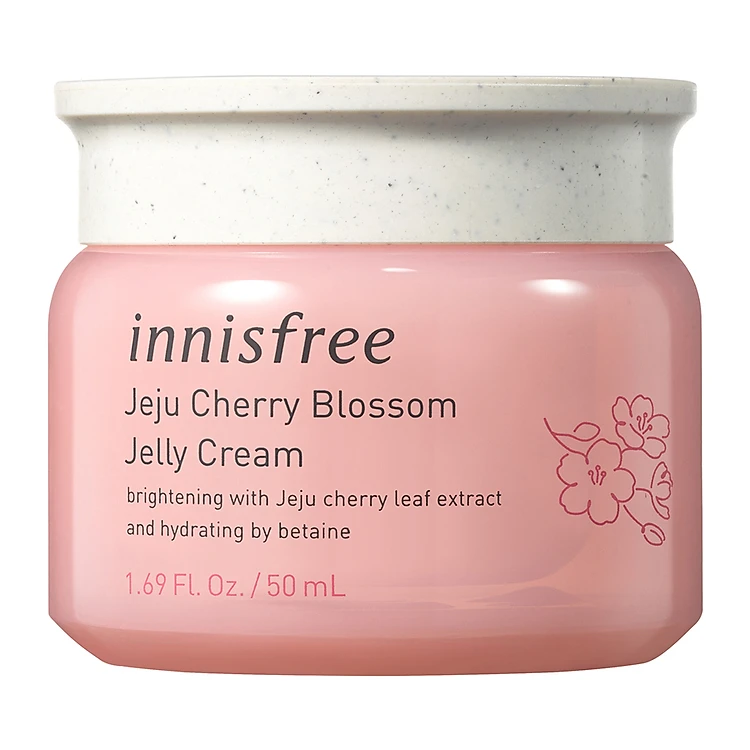 innisfree
Jeju Cherry Blossom
Jelly Cream
brightening with Jeju cherry leaf extract
and hydrating by betaine
1.69 Fl. Oz. / 50 mL